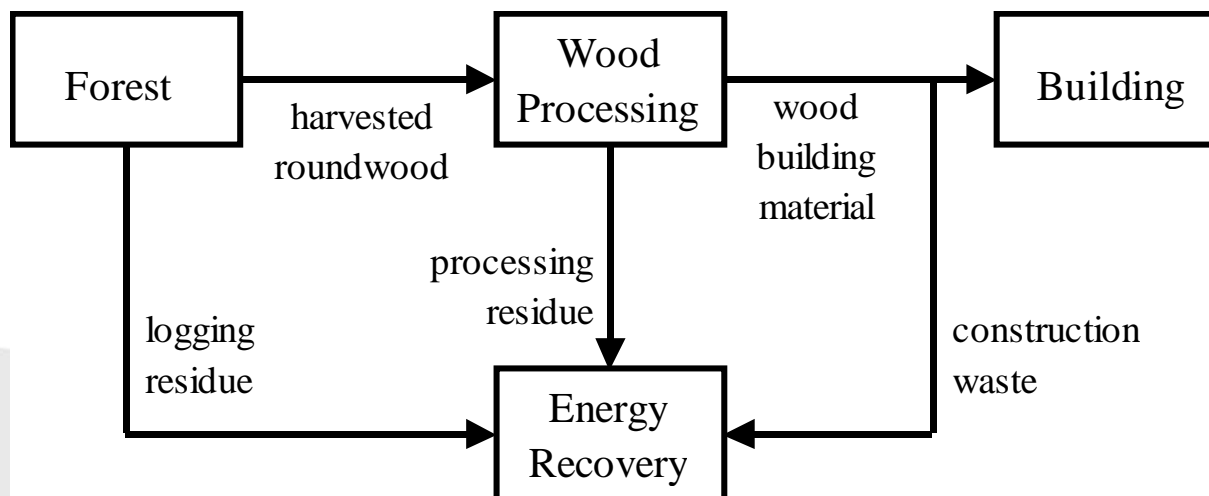 Forest
harvested
roundwood
Wood
Processing
wood
building
material
Building
logging
residue
processing
residue
construction
waste
Energy
Recovery